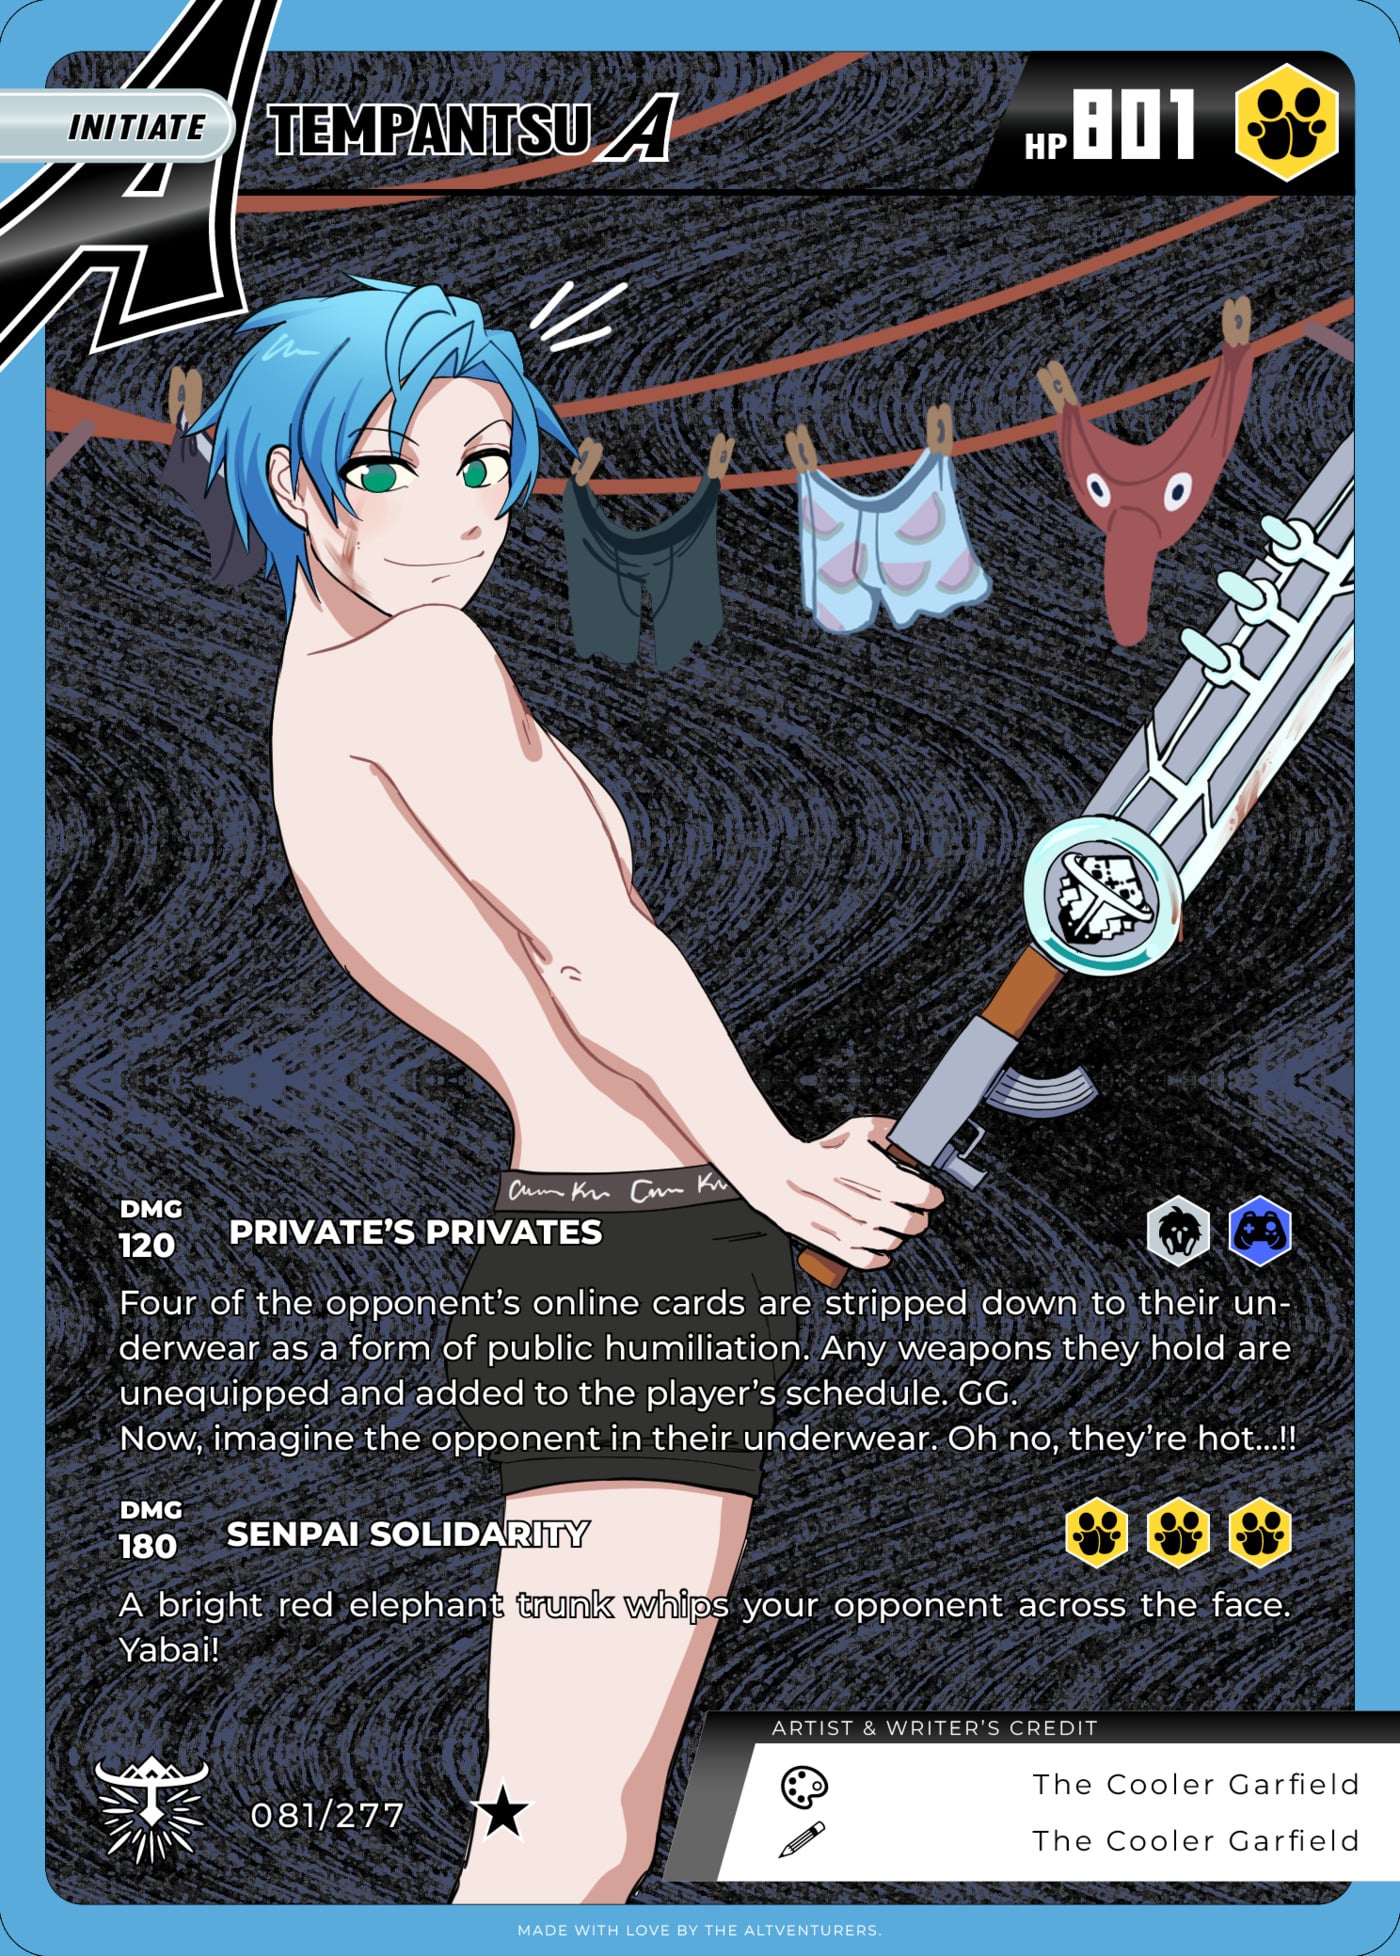 INITIATE
TEMPANTSU A
HP 801
DMG
120
PRIVATE'S PRIVATES
Four of the opponent's online cards are stripped down to their un-
derwear as a form of public humiliation. Any weapons they hold are
unequipped and added to the player's schedule. GG.
Now, imagine the opponent in their underwear. Oh no, they're hot...!!
DMG
180
SENPAI SOLIDARITY
A bright red elephant trunk whips your opponent across the face.
Yabai!
081/277
ARTIST & WRITER'S CREDIT
The Cooler Garfield
The Cooler Garfield
MADE WITH LOVE BY THE ALTVENTURERS.